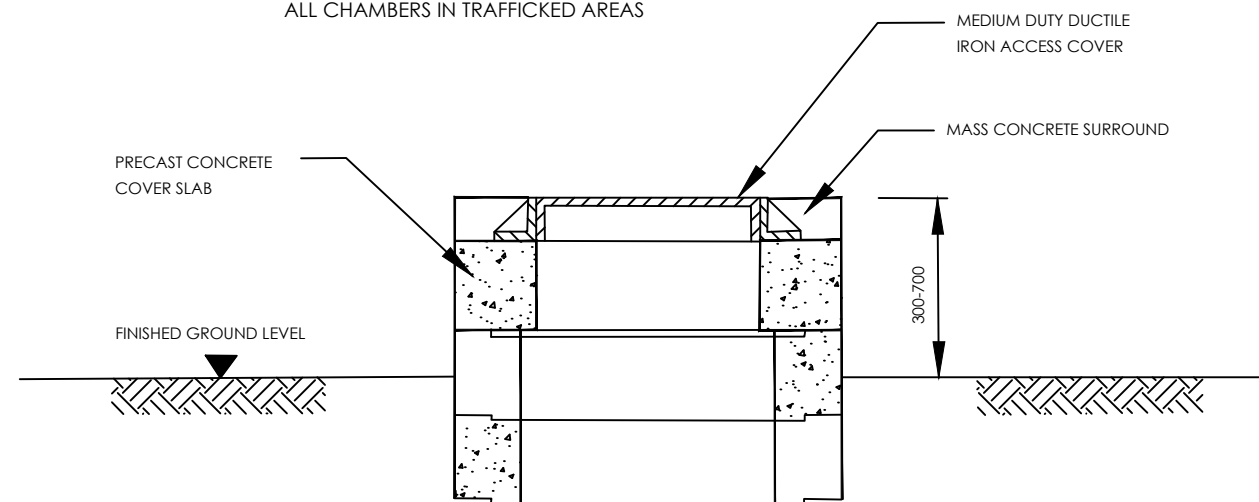 ALL CHAMBERS IN TRAFFICKED AREAS
MEDIUM DUTY DUCTILE
IRON ACCESS COVER
MASS CONCRETE SURROUND
PRECAST CONCRETE
COVER SLAB
300-700
FINISHED GROUND LEVEL